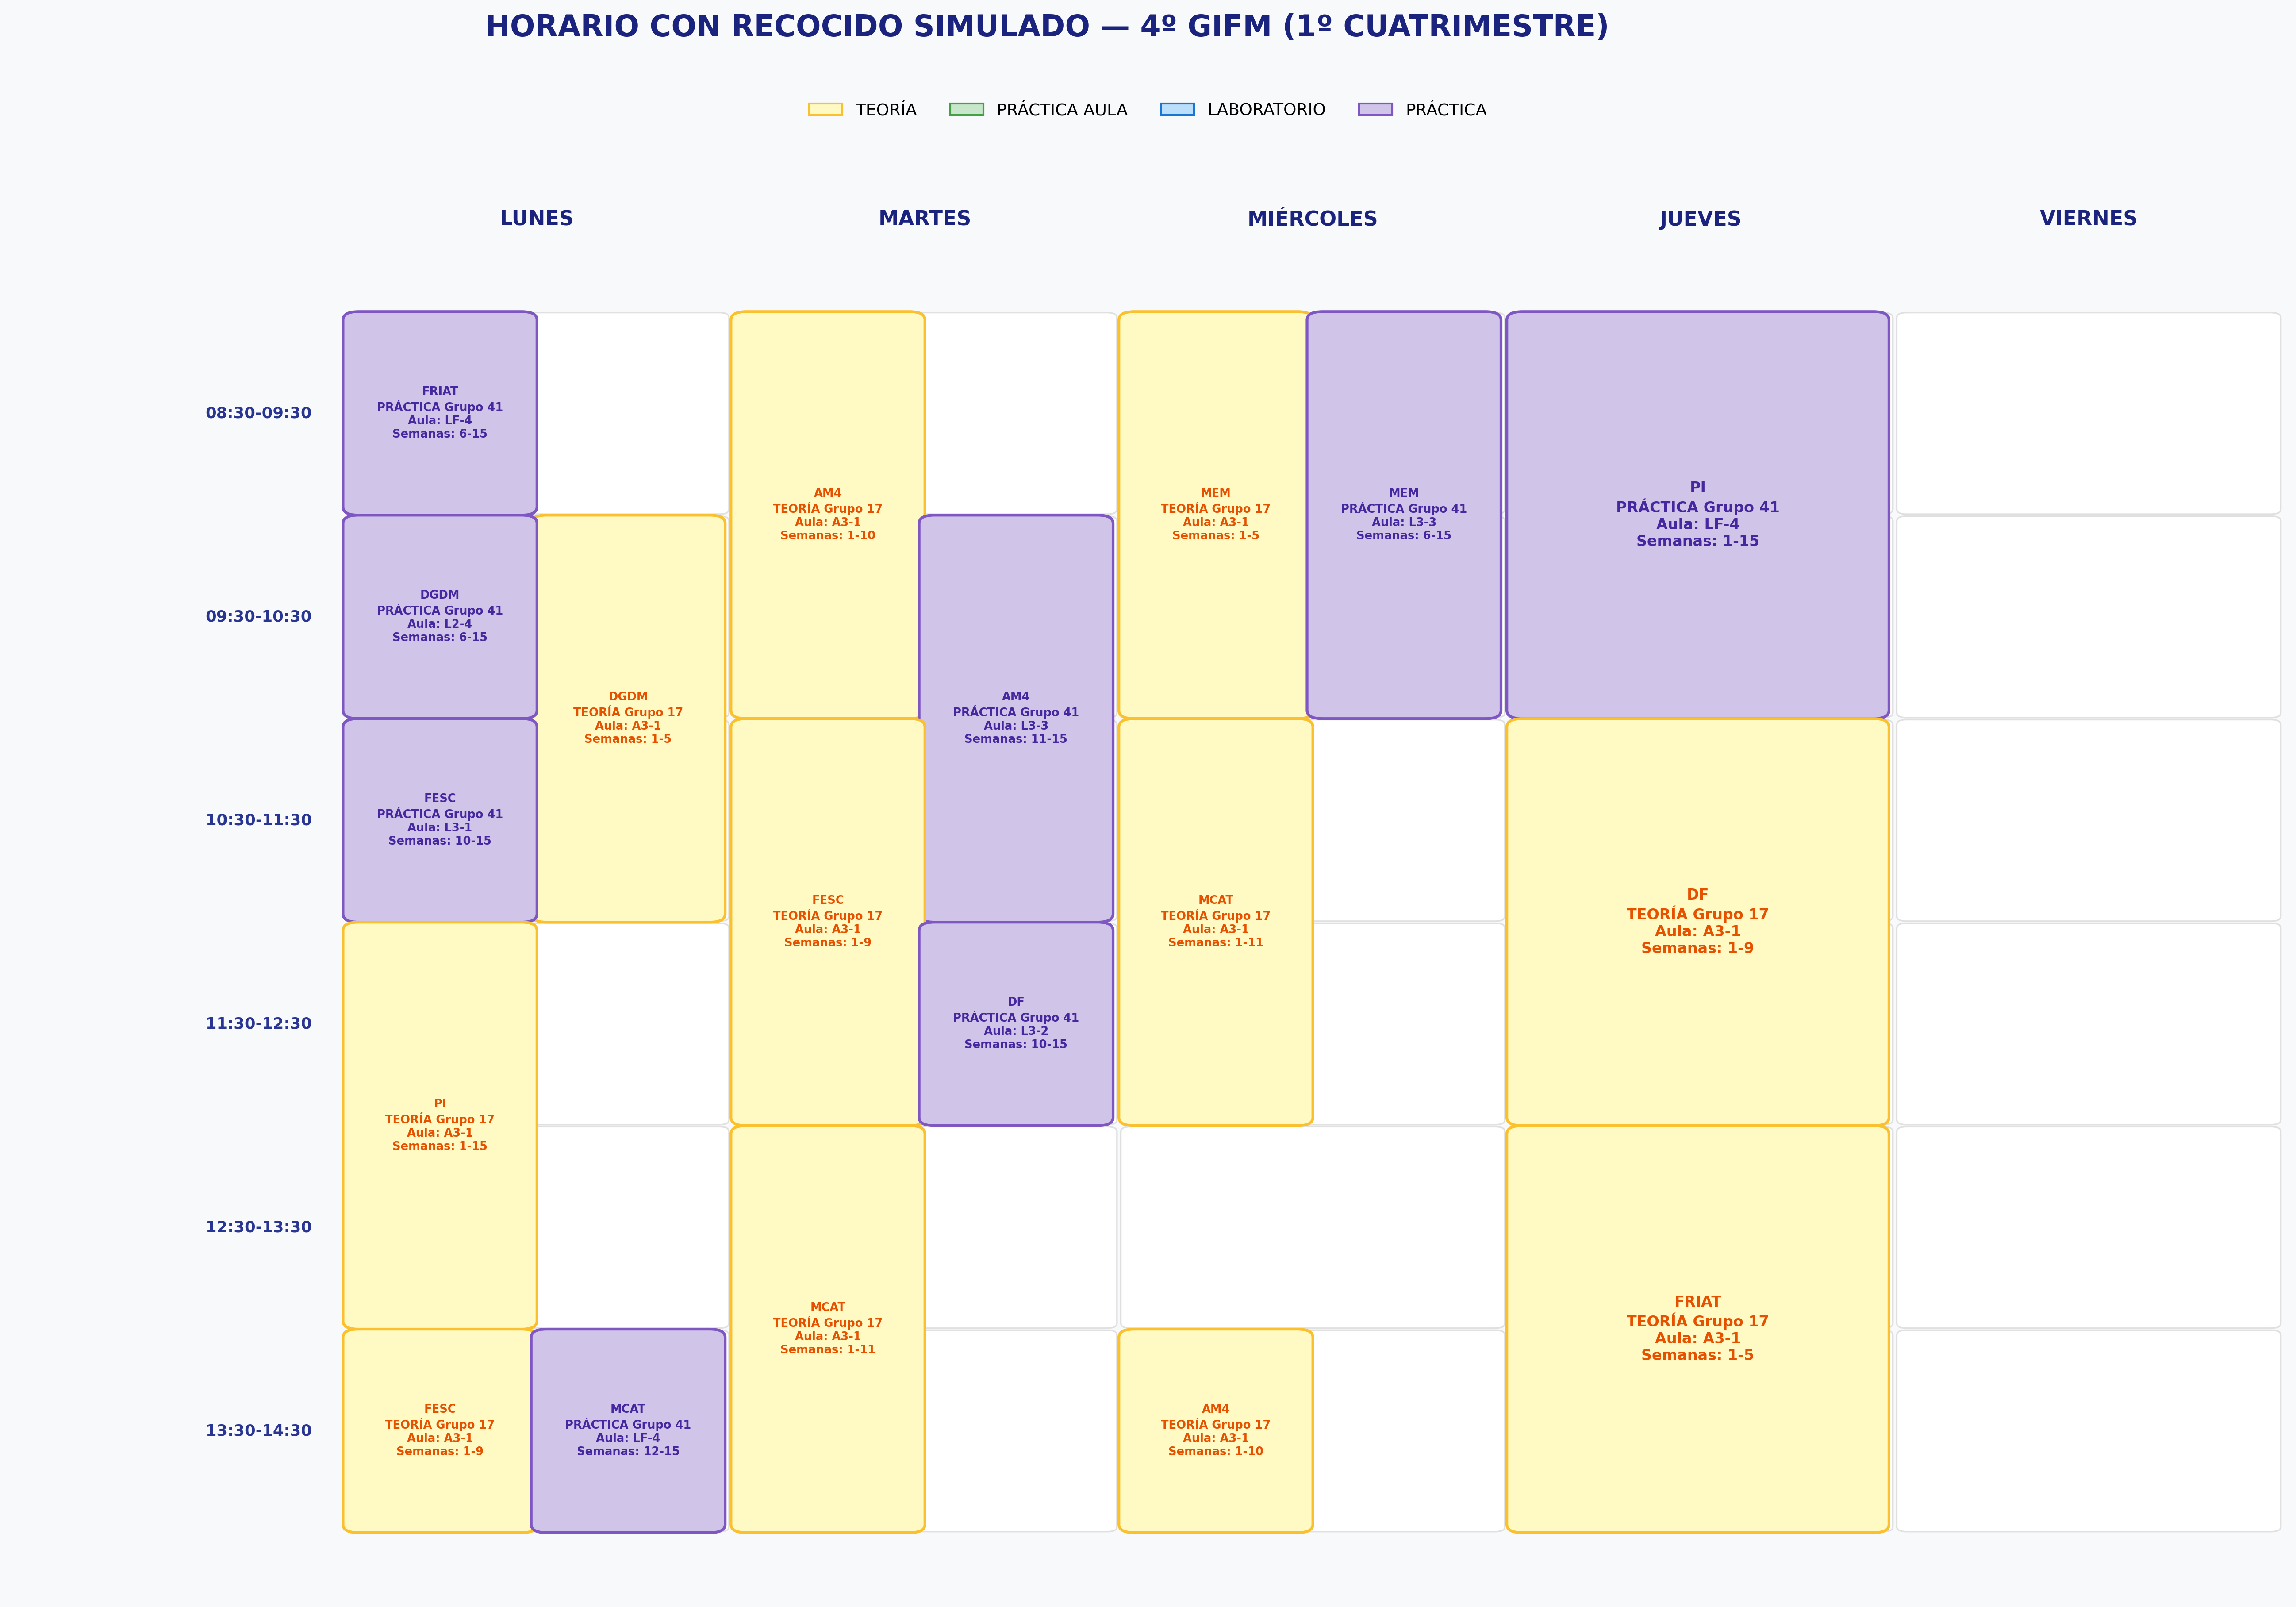 HORARIO CON RECOCIDO SIMULADO — 4º GIFM (1º CUATRIMESTRE)
TEORÍA
PRÁCTICA AULA
LABORATORIO
PRÁCTICA
LUNES
MARTES
MIÉRCOLES
JUEVES
VIERNES
08:30-09:30
09:30-10:30
10:30-11:30
11:30-12:30
12:30-13:30
13:30-14:30
FRIAT
PRÁCTICA Grupo 41
Aula: LF-4
Semanas: 6-15
DGDM
PRÁCTICA Grupo 41
Aula: L2-4
Semanas: 6-15
DGDM
TEORÍA Grupo 17
Aula: A3-1
Semanas: 1-5
FESC
PRÁCTICA Grupo 41
Aula: L3-1
Semanas: 10-15
PI
TEORÍA Grupo 17
Aula: A3-1
Semanas: 1-15
FESC
TEORÍA Grupo 17
Aula: A3-1
Semanas: 1-9
MCAT
PRÁCTICA Grupo 41
Aula: LF-4
Semanas: 12-15
AM4
TEORÍA Grupo 17
Aula: A3-1
Semanas: 1-10
AM4
PRÁCTICA Grupo 41
Aula: L3-3
Semanas: 11-15
FESC
TEORÍA Grupo 17
Aula: A3-1
Semanas: 1-9
DF
PRÁCTICA Grupo 41
Aula: L3-2
Semanas: 10-15
MCAT
TEORÍA Grupo 17
Aula: A3-1
Semanas: 1-11
MEM
TEORÍA Grupo 17
Aula: A3-1
Semanas: 1-5
MEM
PRÁCTICA Grupo 41
Aula: L3-3
Semanas: 6-15
MCAT
TEORÍA Grupo 17
Aula: A3-1
Semanas: 1-11
AM4
TEORÍA Grupo 17
Aula: A3-1
Semanas: 1-10
PI
PRÁCTICA Grupo 41
Aula: LF-4
Semanas: 1-15
DF
TEORÍA Grupo 17
Aula: A3-1
Semanas: 1-9
FRIAT
TEORÍA Grupo 17
Aula: A3-1
Semanas: 1-5